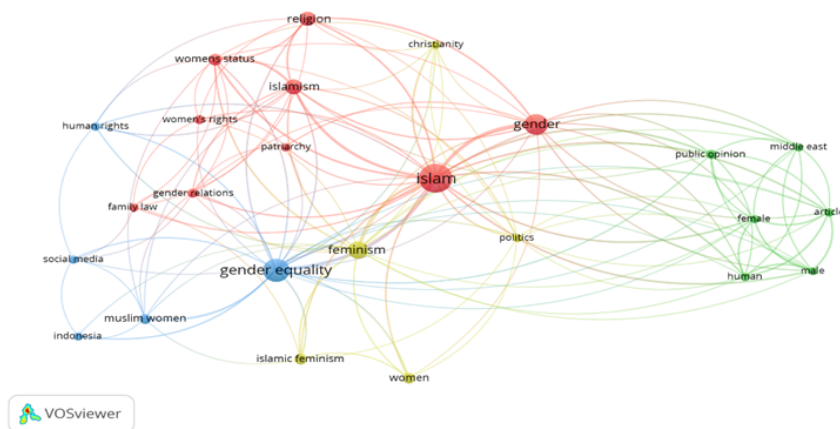 religion
christianity
womens status
islamism
women's rights
gender
human rights
patriarchy
middle east
public opinion
islam
gender relations
family law
article
female
politics
feminism
social media
gender equality
human
male
muslim women
indonesia
islamic feminism
women
VOSviewer